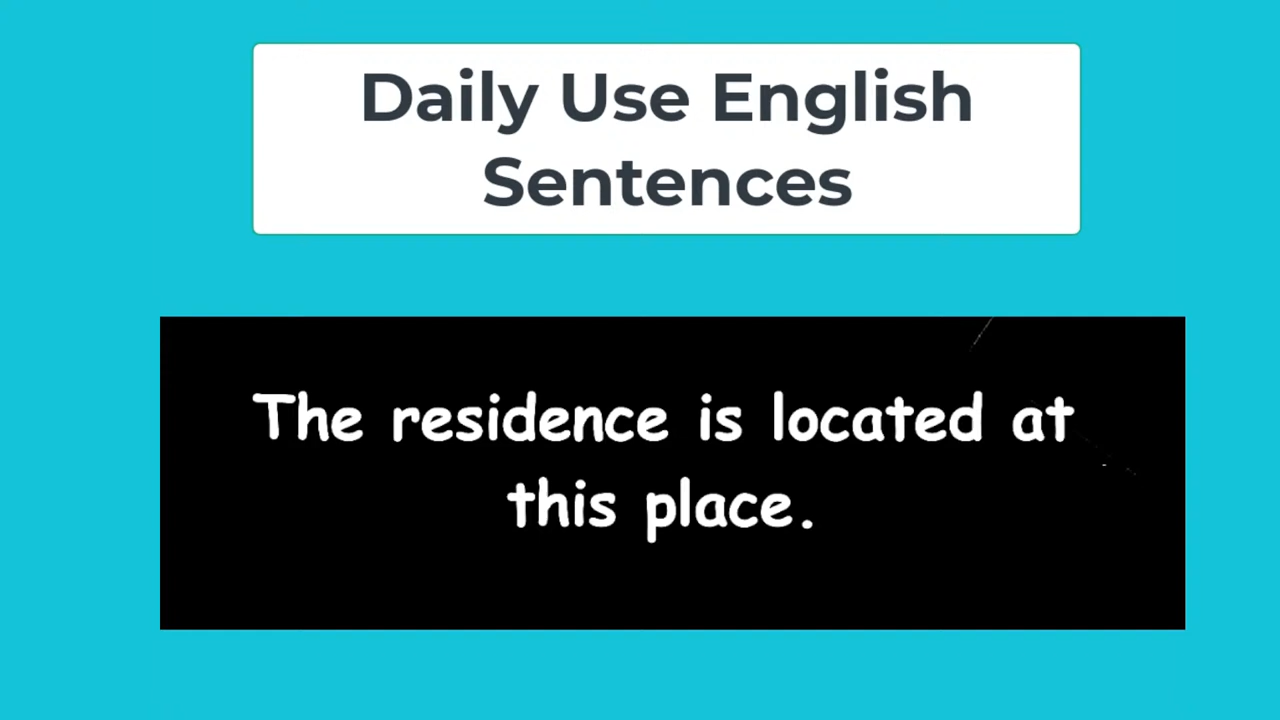 Daily Use English
Sentences
The residence is located at
this place.